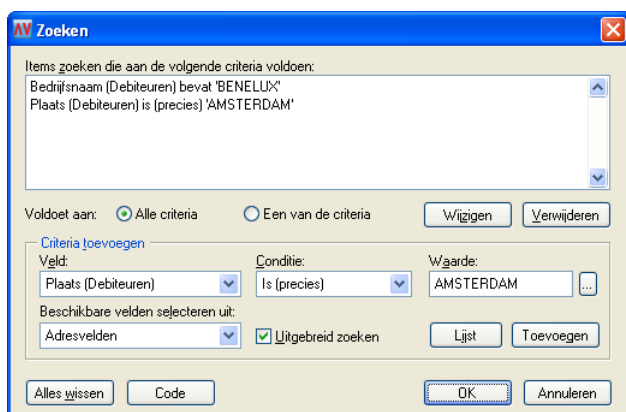 AV Zoeken
Items zoeken die aan de volgende criteria voldoen:
Bedrijfsnaam (Debiteuren) bevat 'BENELUX'
Plaats (Debiteuren) is (precies) 'AMSTERDAM'
Voldoet aan: Alle criteria Een van de criteria Wijzigen Verwijderen
Criteria toevoegen
Veld: Conditie: Waarde:
Plaats (Debiteuren) Is (precies) AMSTERDAM ...
Beschikbare velden selecteren uit:
Adresvelden Uitgebreid zoeken Lijst Toevoegen
Alles wissen Code OK Annuleren